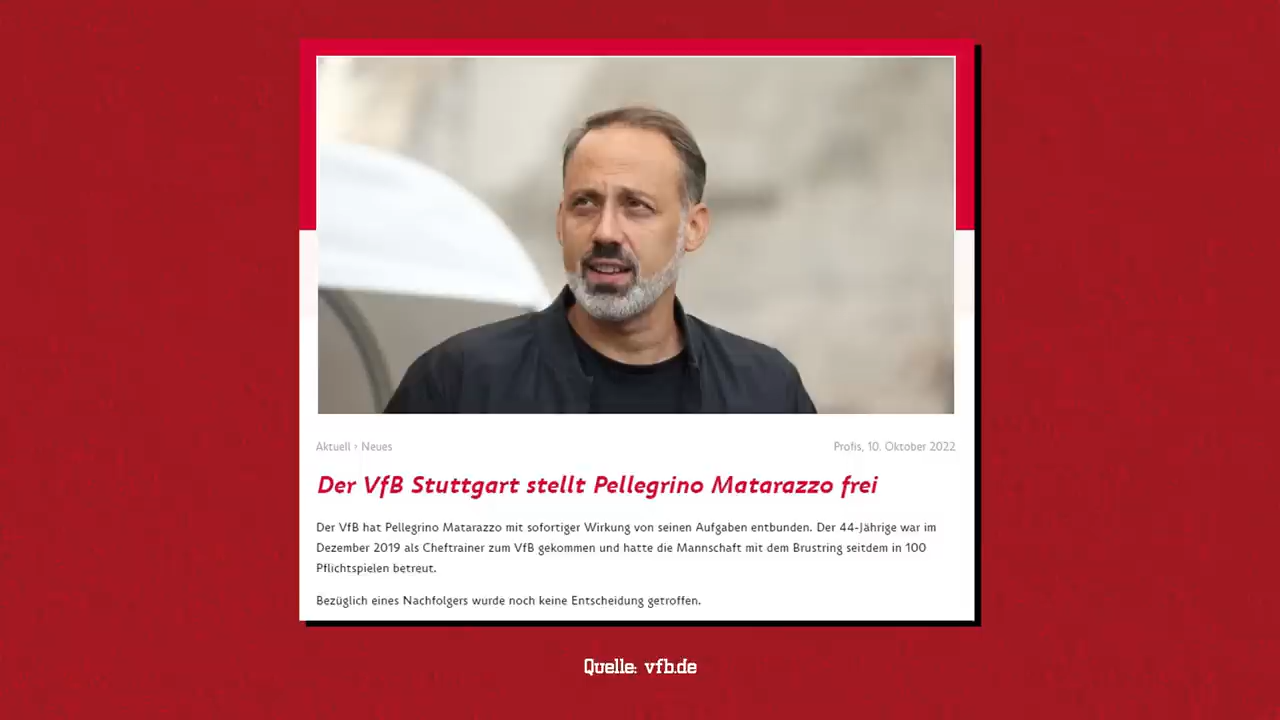 Aktuell › Neues
Profis, 10. Oktober 2022
Der VfB Stuttgart stellt Pellegrino Matarazzo frei
Der VfB hat Pellegrino Matarazzo mit sofortiger Wirkung von seinen Aufgaben entbunden. Der 44-Jährige war im
Dezember 2019 als Cheftrainer zum VfB gekommen und hatte die Mannschaft mit dem Brustring seitdem in 100
Pflichtspielen betreut.
Bezüglich eines Nachfolgers wurde noch keine Entscheidung getroffen.
Quelle: vfb.de